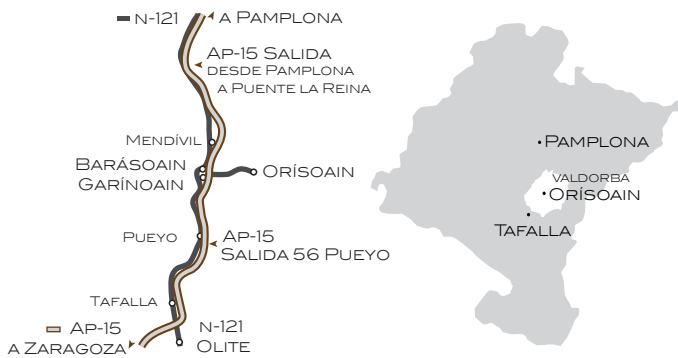 N-121
A PAMPLONA
AP-15 SALIDA
DESDE PAMPLONA
A PUENTE LA REINA
MENDÍVIL
BARÁSOAIN
GARÍNOAIN
ORÍSOAIN
PUEYO
AP-15
SALIDA 56 PUEYO
TAFALLA
AP-15
A ZARAGOZA
N-121
OLITE
PAMPLONA
VALDORBA
ORÍSOAIN
TAFALLA